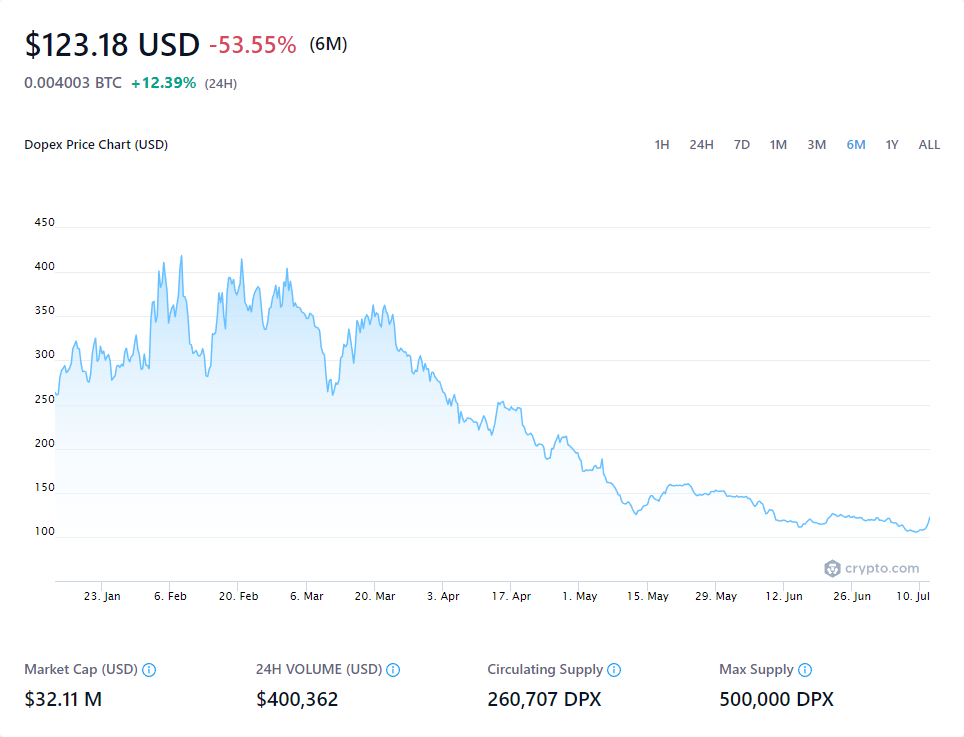 $123.18 USD -53.55% (6M)
0.004003 BTC +12.39% (24H)
Dopex Price Chart (USD) 1H 24H 7D 1M 3M 6M 1Y ALL
450
400
350
300
250
200
150
100
crypto.com
23. Jan 6. Feb 20. Feb 6. Mar 20. Mar 3. Apr 17. Apr 1. May 15. May 29. May 12. Jun 26. Jun 10. Jul
Market Cap (USD) 24H VOLUME (USD) Circulating Supply Max Supply
$32.11 M $400,362 260,707 DPX 500,000 DPX